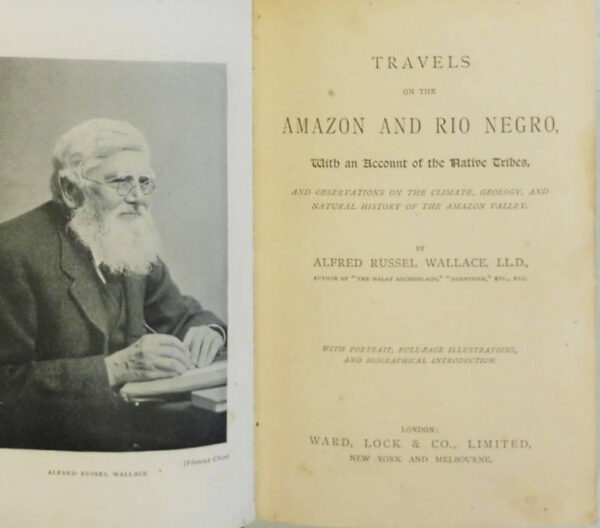 [Florence Chant
ALFRED RUSSEL WALLACE.
TRAVELS
ON THE
AMAZON AND RIO NEGRO,
With an Account of the Native Tribes,
AND OBSERVATIONS ON THE CLIMATE, GEOLOGY, AND
NATURAL HISTORY OF THE AMAZON VALLEY.
BY
ALFRED RUSSEL WALLACE, LL.D.,
AUTHOR OF "THE MALAY ARCHIPELAGO," "DARWINISM," ETC., ETC.
WITH PORTRAIT, FULL-PAGE ILLUSTRATIONS,
AND BIOGRAPHICAL INTRODUCTION.
LONDON:
WARD, LOCK & CO., LIMITED,
NEW YORK AND MELBOURNE.